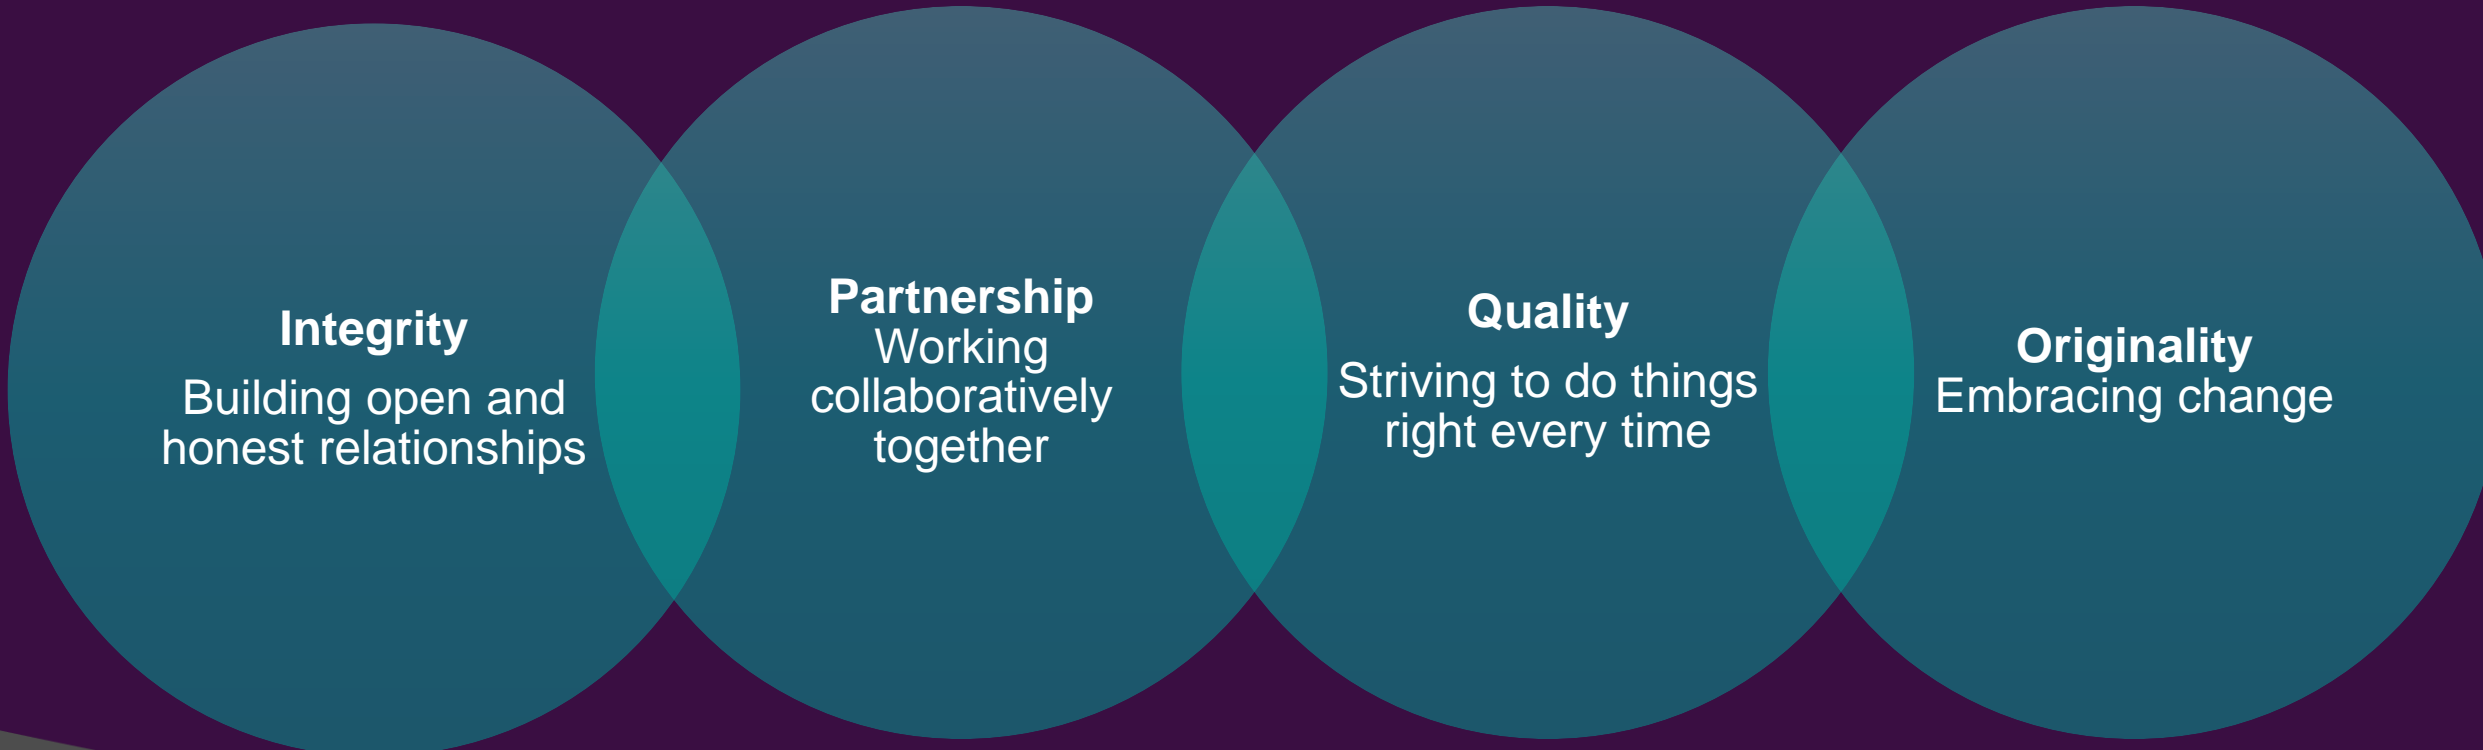 Integrity
Building open and
honest relationships
Partnership
Working
collaboratively
together
Quality
Striving to do things
right every time
Originality
Embracing change